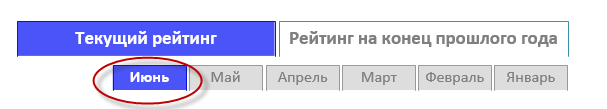 Текущий рейтинг Рейтинг на конец прошлого года
Июнь Май Апрель Март Февраль Январь